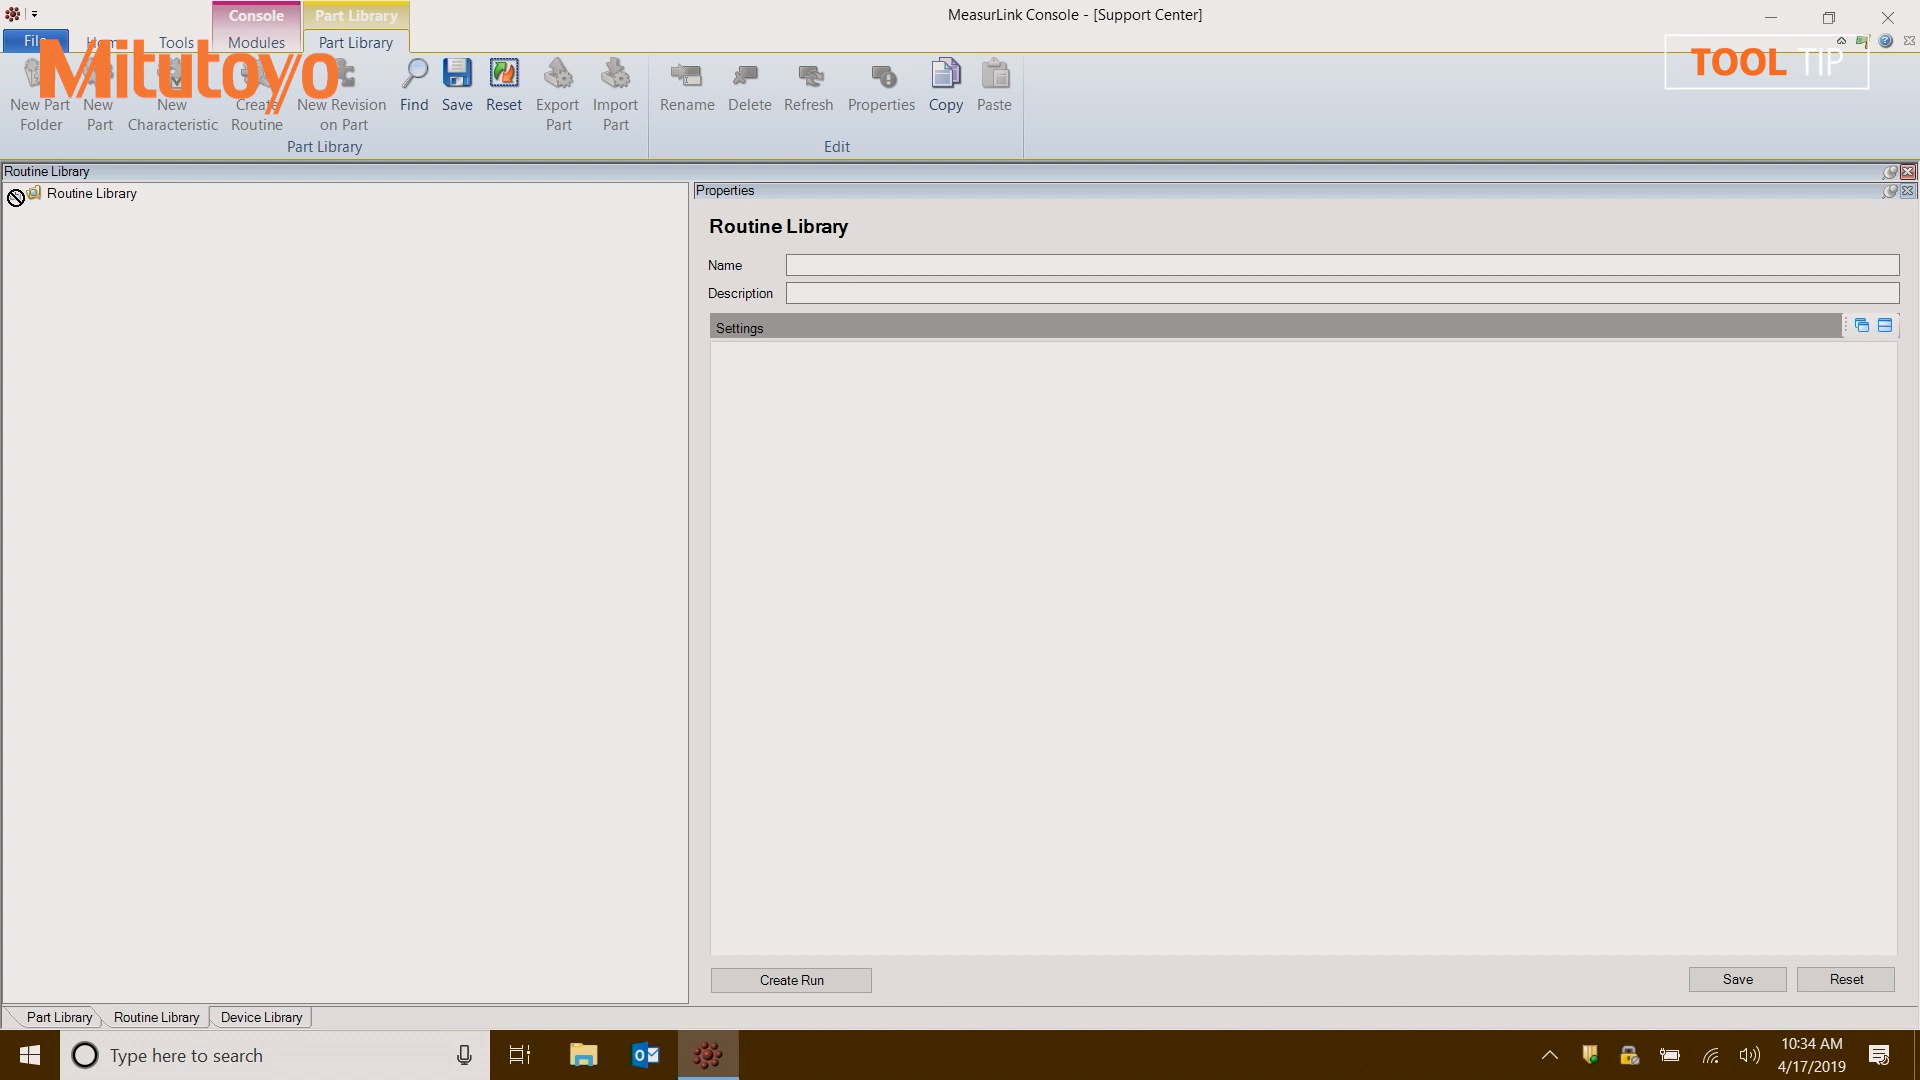 Console Part Library
MeasurLink Console - [Support Center]
File Home Tools Modules Part Library
Mitutoyo
TOOL TIP
New Part Folder
New Part
New Characteristic
Create Routine
New Revision on Part
Find
Save
Reset
Export Part
Import Part
Rename
Delete
Refresh
Properties
Copy
Paste
Part Library
Edit
Routine Library
Routine Library
Properties
Routine Library
Name
Description
Settings
Create Run
Save
Reset
Part Library Routine Library Device Library
Type here to search
10:34 AM
4/17/2019